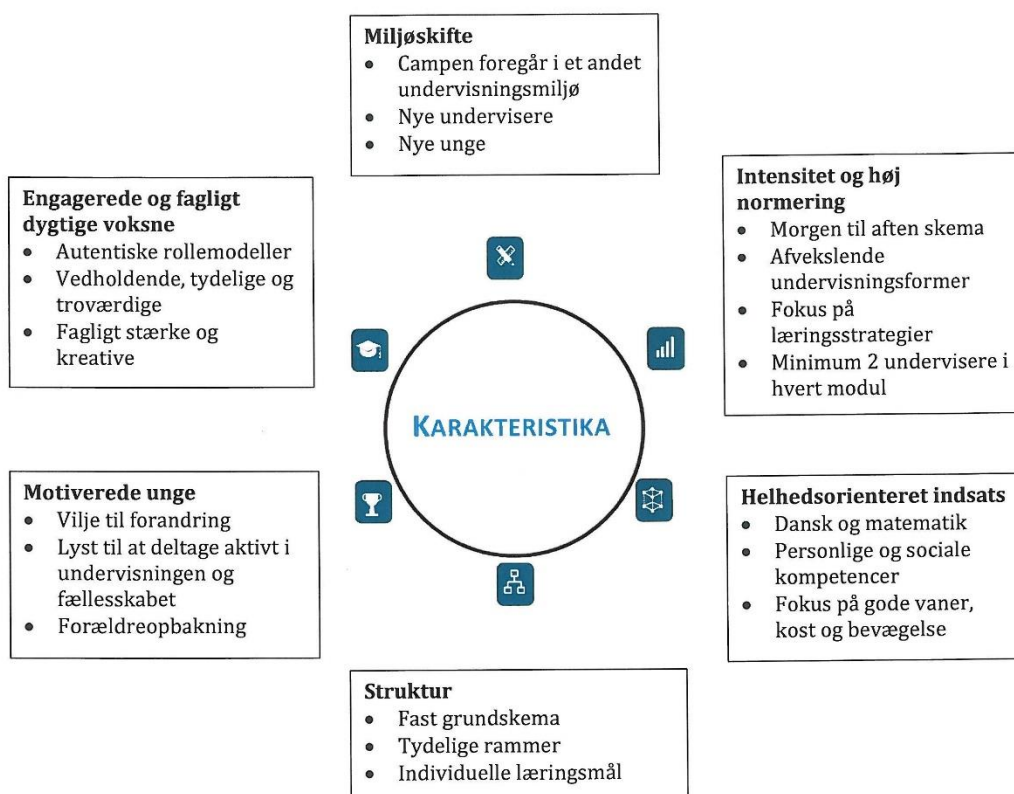 Miljøskifte
• Campen foregår i et andet
undervisningsmiljø
• Nye undervisere
• Nye unge
Engagerede og fagligt
dygtige voksne
• Autentiske rollemodeller
• Vedholdende, tydelige og
troværdige
• Fagligt stærke og
kreative
Intensitet og høj
normering
• Morgen til aften skema
• Afvekslende
undervisningsformer
• Fokus på
læringsstrategier
• Minimum 2 undervisere i
hvert modul
KARAKTERISTIKA
Motiverede unge
• Vilje til forandring
• Lyst til at deltage aktivt i
undervisningen og
fællesskabet
• Forældreopbakning
Helhedsorienteret indsats
• Dansk og matematik
• Personlige og sociale
kompetencer
• Fokus på gode vaner,
kost og bevægelse
Struktur
• Fast grundskema
• Tydelige rammer
• Individuelle læringsmål